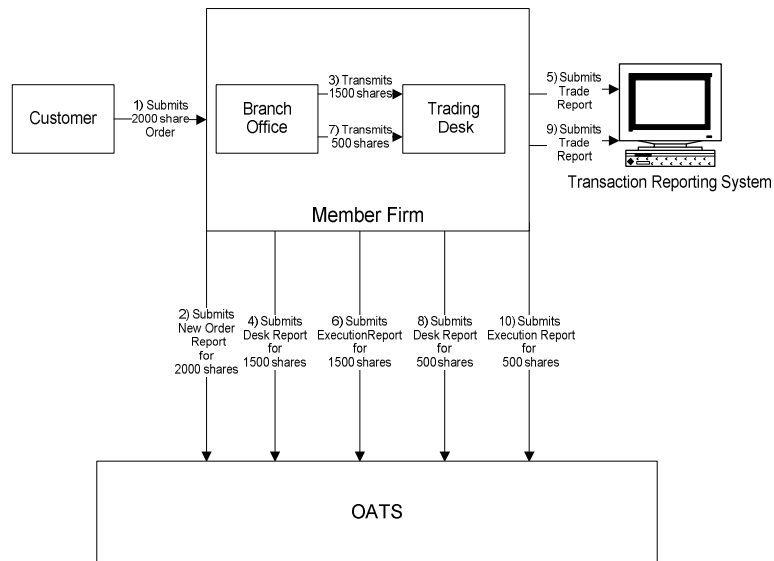 Customer
1) Submits
2000 share
Order
Branch
Office
3) Transmits
1500 shares
7) Transmits
500 shares
Trading
Desk
5) Submits
Trade
Report
9) Submits
Trade
Report
Transaction Reporting System
Member Firm
2) Submits
New Order
Report
for
2000 shares
4) Submits
Desk Report
for
1500 shares
6) Submits
ExecutionReport
for
1500 shares
8) Submits
Desk Report
for
500 shares
10) Submits
Execution Report
for
500 shares
OATS